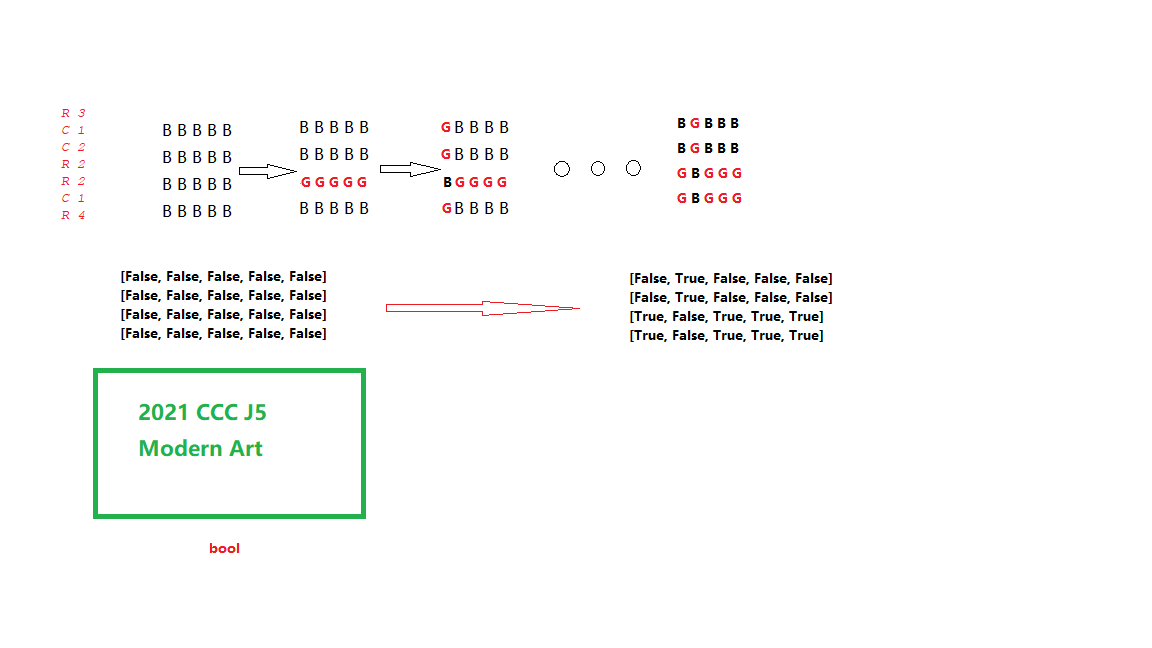 R 3
C 1
C 2
R 2
R 2
C 1
R 4
B B B B B
B B B B B
B B B B B
B B B B B
B B B B B
B B B B B
G G G G G
B B B B B
G B B B B
G B B B B
B G G G G
G B B B B
B G B B B
B G B B B
G B G G G
G B G G G
[False, False, False, False, False]
[False, False, False, False, False]
[False, False, False, False, False]
[False, False, False, False, False]
[False, True, False, False, False]
[False, True, False, False, False]
[True, False, True, True, True]
[True, False, True, True, True]
2021 CCC J5
Modern Art
bool